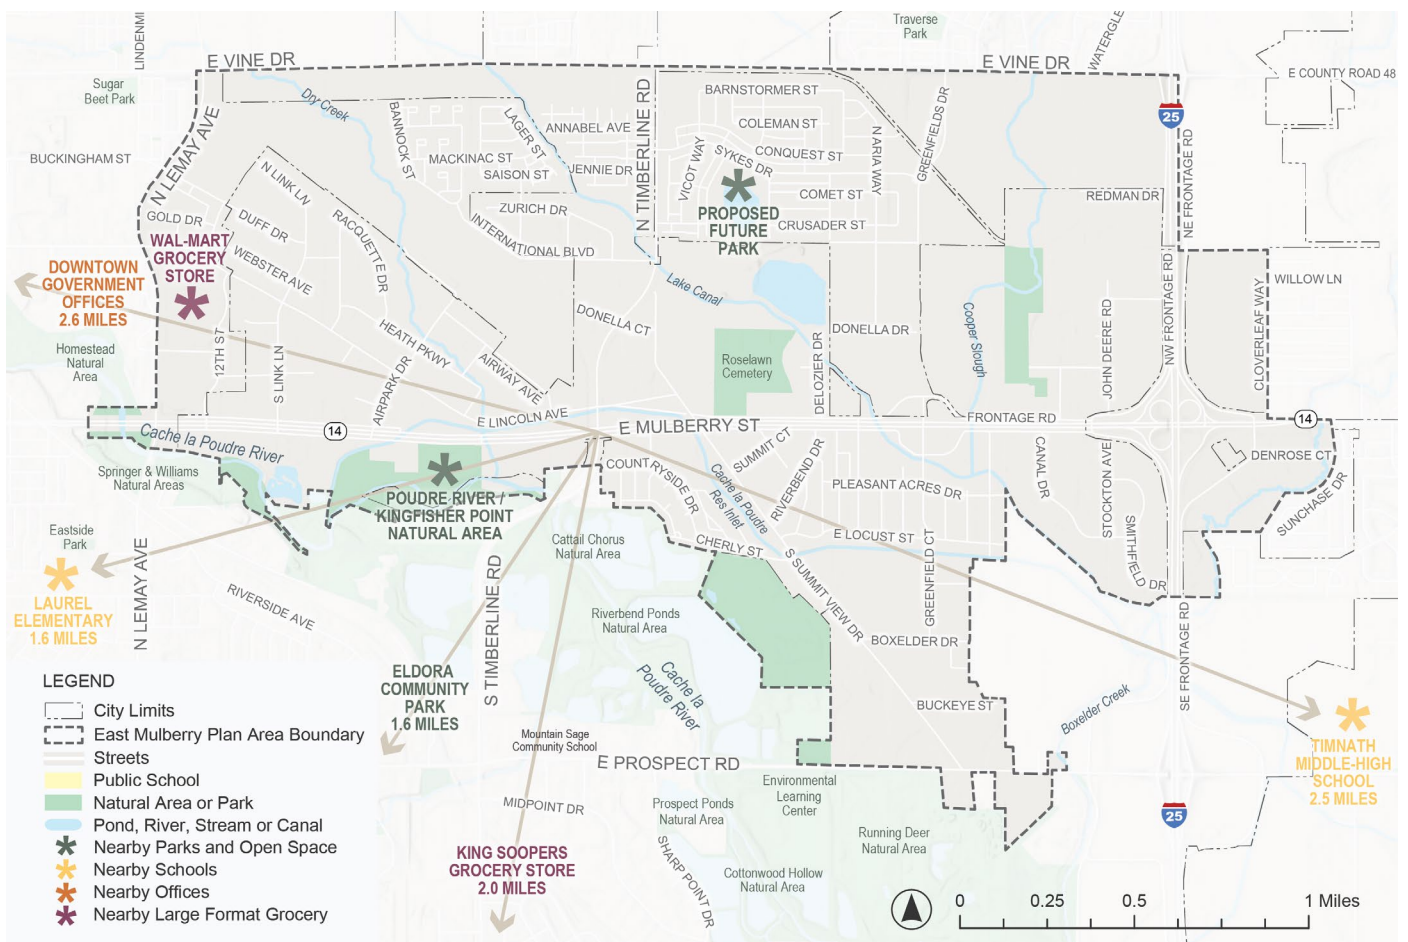 Traverse
Park
LINDENMI
WATERGLE
E VINE DR
E VINE DR
E COUNTY ROAD 48
Sugar
Beet Park
Dry Creek
BARNSTORMER ST
25
N LEMAY AVE
BANNOCK ST
LAGER ST
ANNABEL AVE
N TIMBERLINE RD
COLEMAN ST
N ARIA WAY
GREENFIELDS DR
NE FRONTAGE RD
BUCKINGHAM ST
MACKINAC ST
SAISON ST
JENNIE DR
VICOT WAY
SYKES DR
CONQUEST ST
N LINK LN
COMET ST
REDMAN DR
ZURICH DR
PROPOSED
FUTURE
PARK
CRUSADER ST
GOLD DR
DUFF DR
RACQUETTE DR
INTERNATIONAL BLVD
WAL-MART
GROCERY
STORE
WEBSTER AVE
DOWNTOWN
GOVERNMENT
OFFICES
2.6 MILES
Lake Canal
NW FRONTAGE RD
WILLOW LN
CLOVERLEAF WAY
JOHN DEERE RD
Cooper Slough
DONELLA CT
DONELLA DR
HEATH PKWY
12TH ST
S LINK LN
Homestead
Natural
Area
AIRPARK DR
AIRWAY AVE
Roselawn
Cemetery
DELOZIER DR
E LINCOLN AVE
E MULBERRY ST
FRONTAGE RD
14
14
Cache la Poudre River
COUNTRYSIDE DR
SUMMIT CT
RIVERBEND DR
CANAL DR
STOCKTON AVE
DENROSE CT
Springer & Williams
Natural Areas
POUDRE RIVER /
KINGFISHER POINT
NATURAL AREA
Cache la Poudre
Res Inlet
PLEASANT ACRES DR
SUNCHASE DR
Eastside
Park
N LEMAY AVE
Cattail Chorus
Natural Area
CHERLY ST
E LOCUST ST
SMITHFIELD DR
S SUMMIT VIEW DR
GREENFIELD CT
LAUREL
ELEMENTARY
1.6 MILES
RIVERSIDE AVE
S TIMBERLINE RD
Riverbend Ponds
Natural Area
BOXELDER DR
SE FRONTAGE RD
LEGEND
City Limits
East Mulberry Plan Area Boundary
Streets
Public School
Natural Area or Park
Pond, River, Stream or Canal
Nearby Parks and Open Space
Nearby Schools
Nearby Offices
Nearby Large Format Grocery
ELDORA
COMMUNITY
PARK
1.6 MILES
Cache la
Poudre River
BUCKEYE ST
Boxelder Creek
Mountain Sage
Community School
E PROSPECT RD
TIMNATH
MIDDLE-HIGH
SCHOOL
2.5 MILES
MIDPOINT DR
Prospect Ponds
Natural Area
Environmental
Learning
Center
25
Running Deer
Natural Area
KING SOOPERS
GROCERY STORE
2.0 MILES
SHARP POINT DR
Cottonwood Hollow
Natural Area
0
0.25
0.5
1 Miles